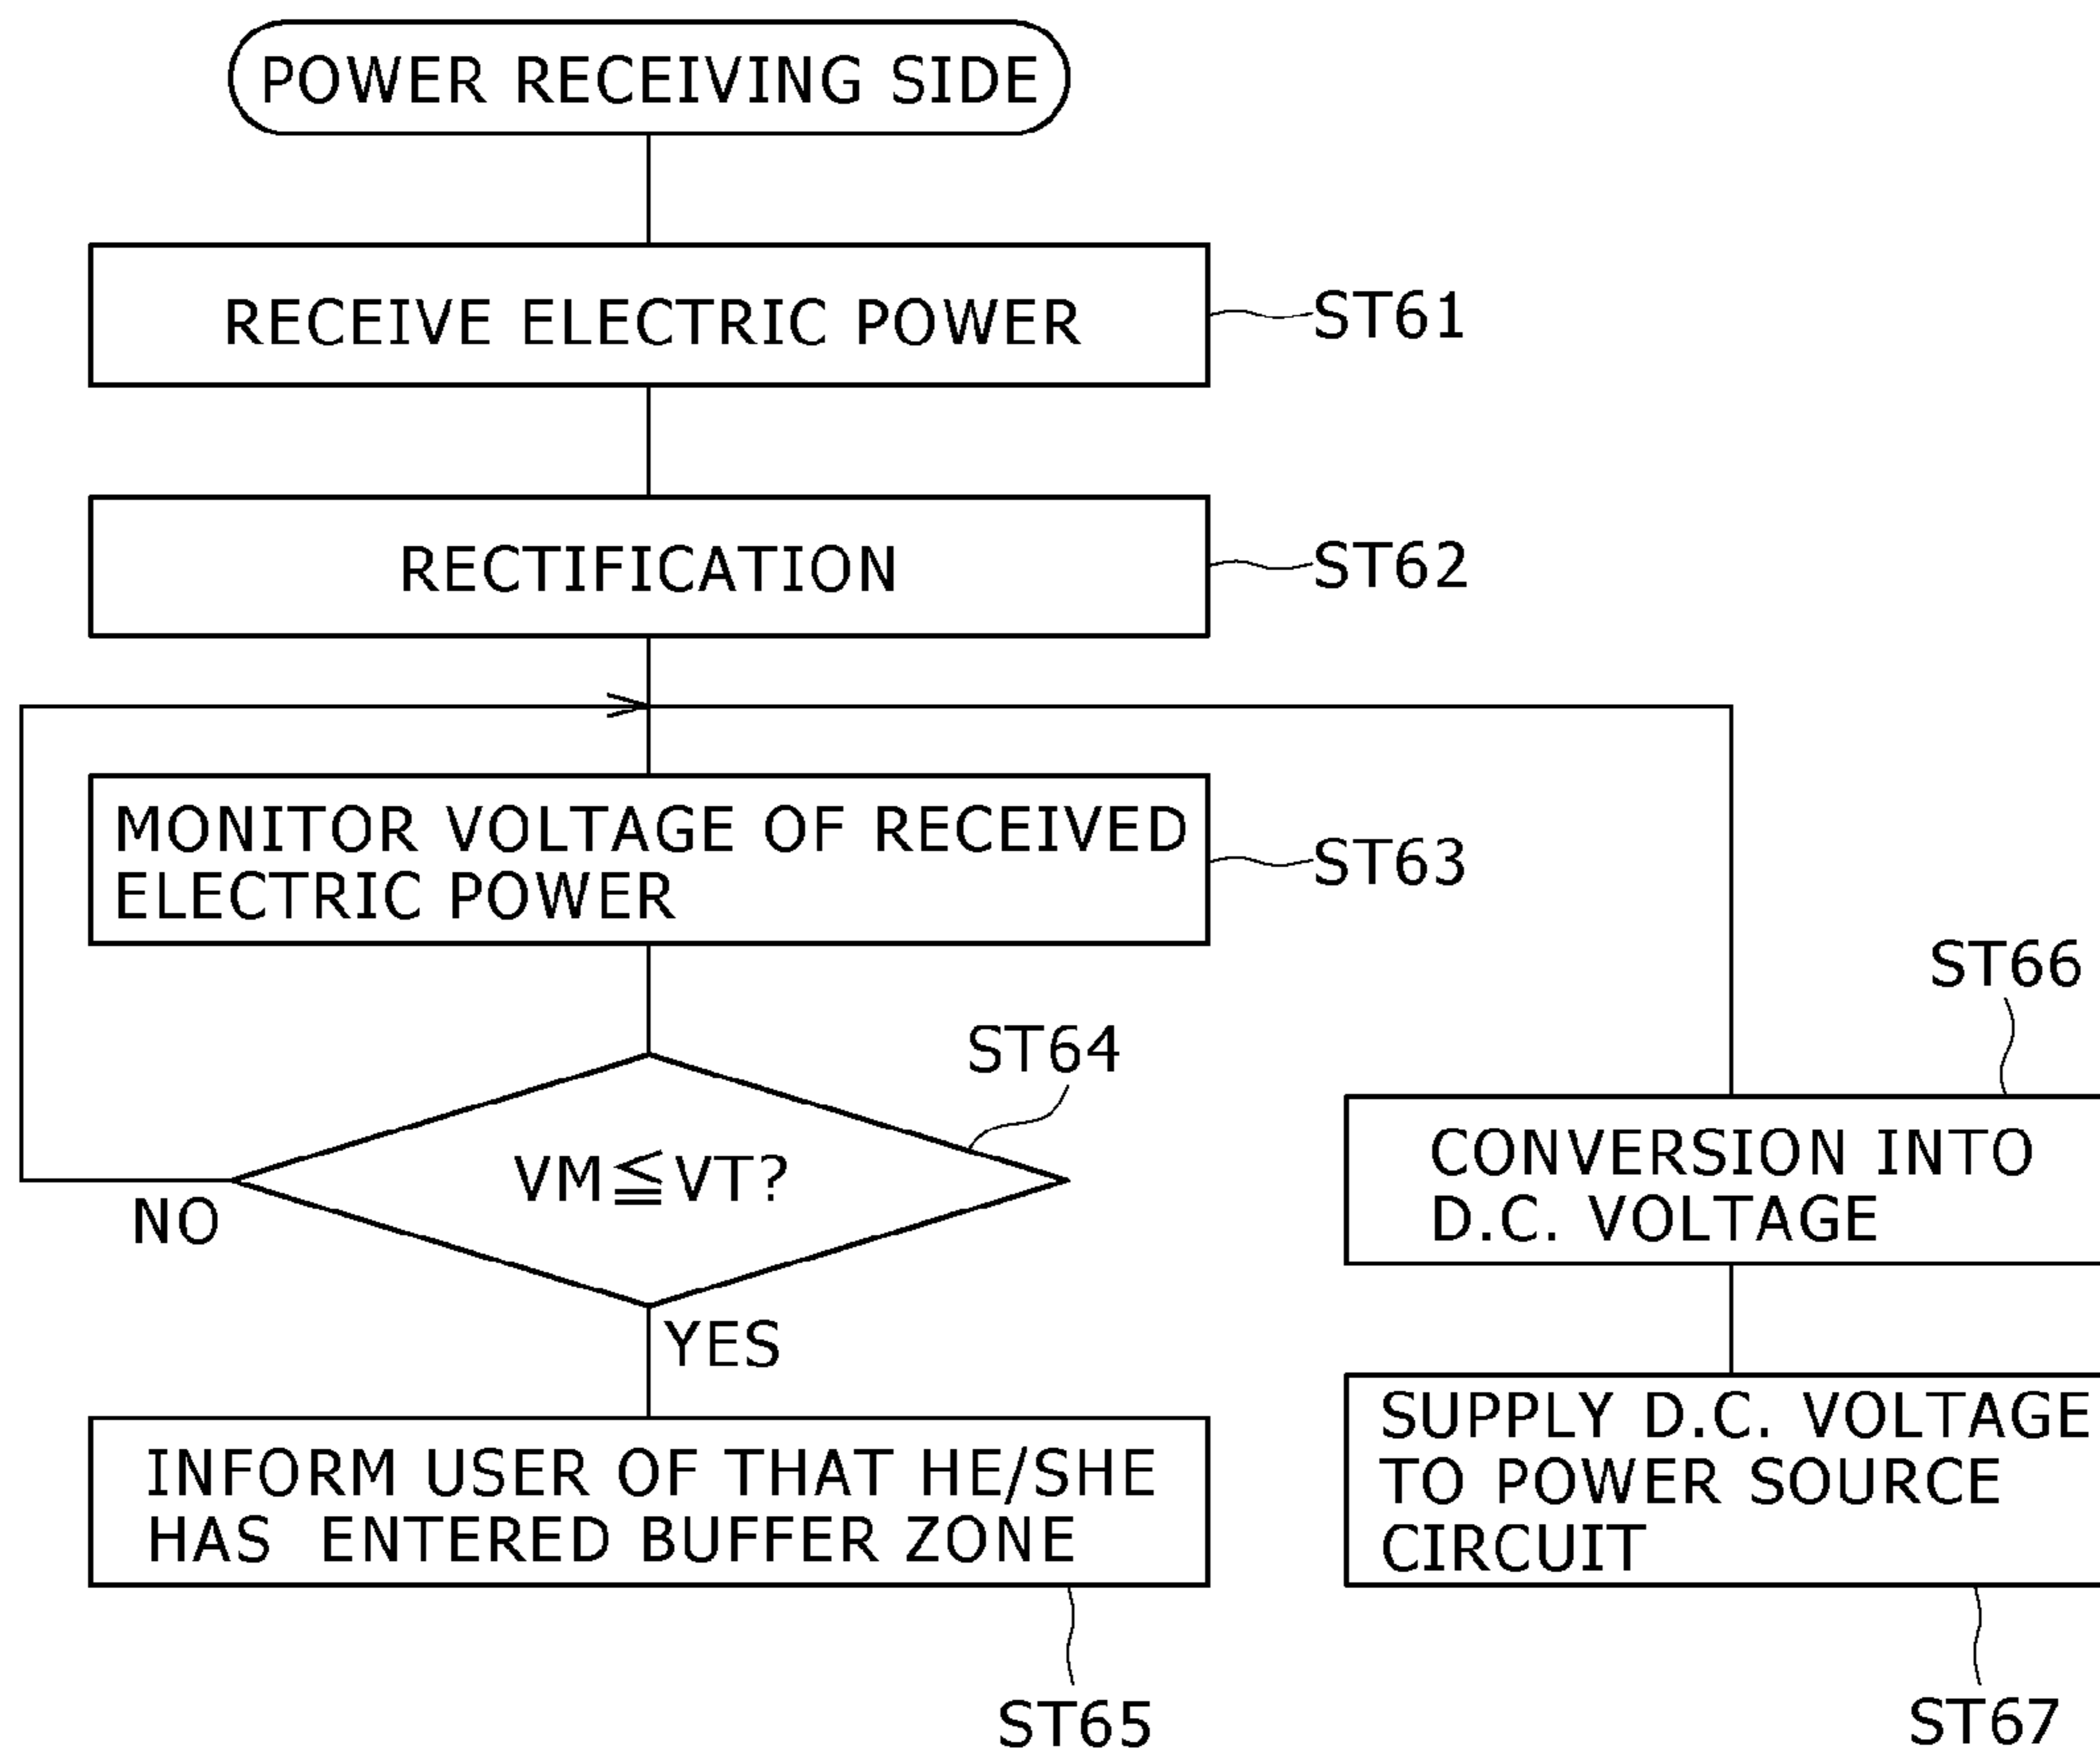 POWER RECEIVING SIDE
RECEIVE ELECTRIC POWER
ST61
RECTIFICATION
ST62
MONITOR VOLTAGE OF RECEIVED
ELECTRIC POWER
ST63
ST64
VM≦VT?
NO
YES
INFORM USER OF THAT HE/SHE
HAS ENTERED BUFFER ZONE
ST65
ST66
CONVERSION INTO
D.C. VOLTAGE
SUPPLY D.C. VOLTAGE
TO POWER SOURCE
CIRCUIT
ST67